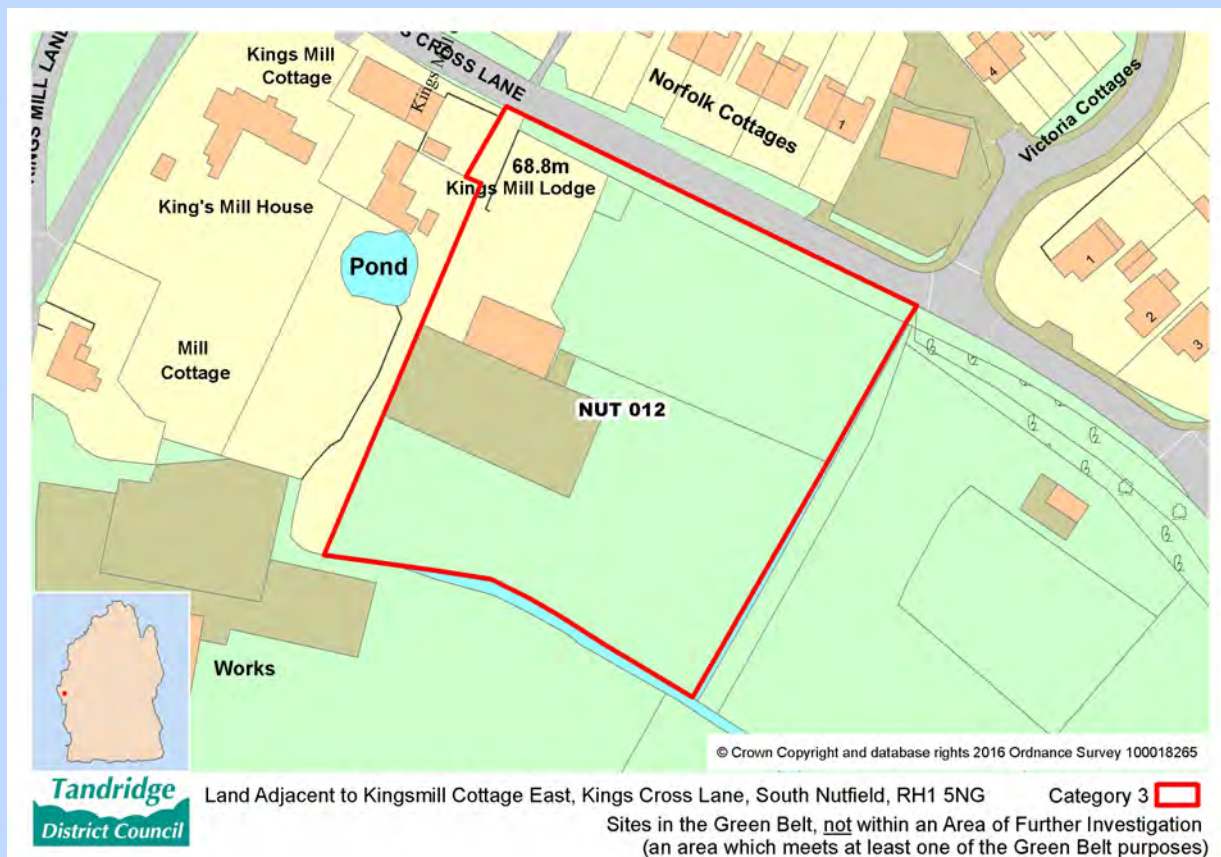 KINGS MILL LANE
Kings Mill
Cottage
S CROSS LANE
Norfolk Cottages
1
4
Victoria Cottages
68.8m
Kings Mill Lodge
King's Mill House
Pond
1
2
3
Mill
Cottage
NUT 012
Works
© Crown Copyright and database rights 2016 Ordnance Survey 100018265
Tandridge
District Council
Land Adjacent to Kingsmill Cottage East, Kings Cross Lane, South Nutfield, RH1 5NG
Category 3
Sites in the Green Belt, not within an Area of Further Investigation
(an area which meets at least one of the Green Belt purposes)